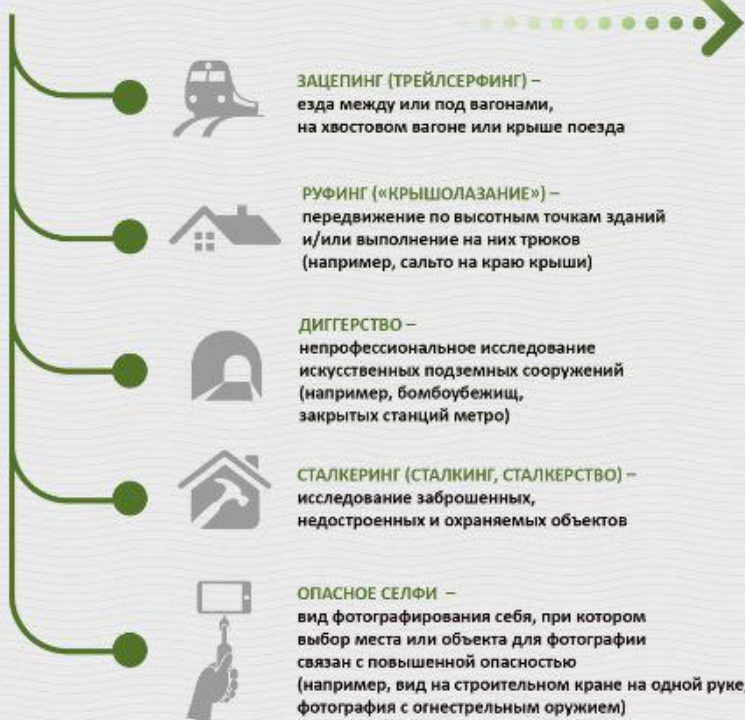 ЗАЦЕПИНГ (ТРЕЙЛСЕРФИНГ) –
езда между или под вагонами,
на хвостовом вагоне или крыше поезда
РУФИНГ («КРЫШОЛАЗАНИЕ») –
передвижение по высотным точкам зданий
и/или выполнение на них трюков
(например, сальто на краю крыши)
ДИГГЕРСТВО –
непрофессиональное исследование
искусственных подземных сооружений
(например, бомбоубежищ,
закрытых станций метро)
СТАЛКЕРИНГ (СТАЛКИНГ, СТАЛКЕРСТВО) –
исследование заброшенных,
недостроенных и охраняемых объектов
ОПАСНОЕ СЕЛФИ –
вид фотографирования себя, при котором
выбор места или объекта для фотографии
связан с повышенной опасностью
(например, вид на строительном кране на одной руке,
фотография с огнестрельным оружием)